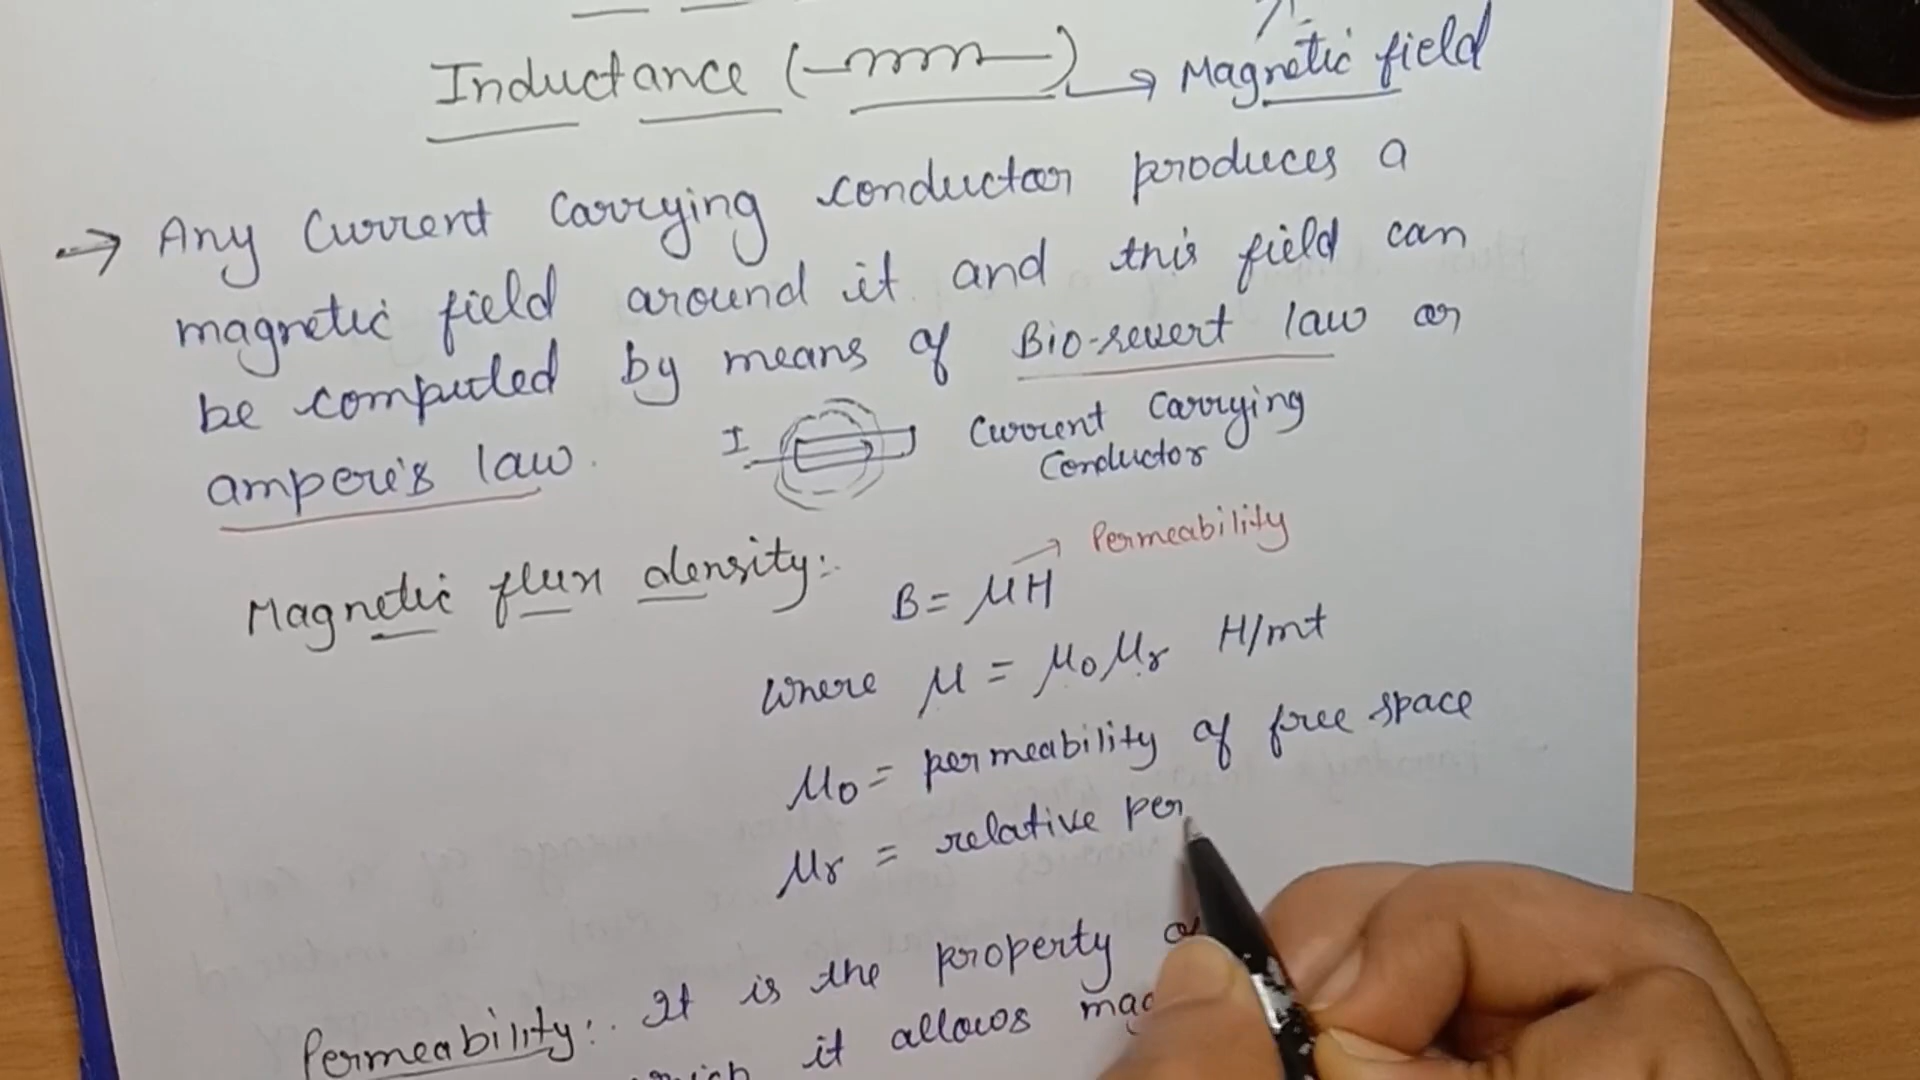 Inductance ( ) → Magnetic field
→ Any Current Carrying conductor produces a
magnetic field around it and this field can
be computed by means of Bio-severt law or
ampere's law.
I
Current Carrying
Conductor
→ Permeability
Magnetic flux density:.
B = μH
where μ = μ0μr H/mt
μ0 = permeability of free space
μr = relative per
Permeability:. It is the property
which it allows mag